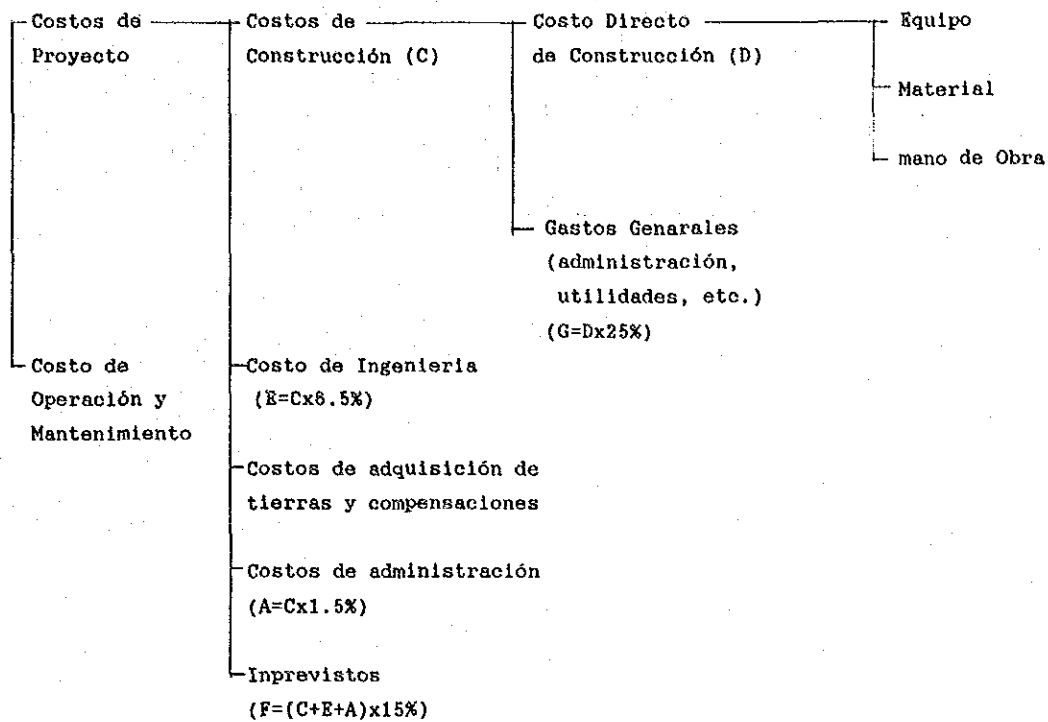 Costos de
Proyecto
Costos de
Construcción (C)
Costo Directo
de Construcción (D)
Equipo
Material
mano de Obra
Gastos Genarales
(administración,
utilidades, etc.)
(G=Dx25%)
Costo de
Operación y
Mantenimiento
Costo de Ingenieria
(E=Cx6.5%)
Costos de adquisición de
tierras y compensaciones
Costos de administración
(A=Cx1.5%)
Inprevistos
(F=(C+E+A)x15%)